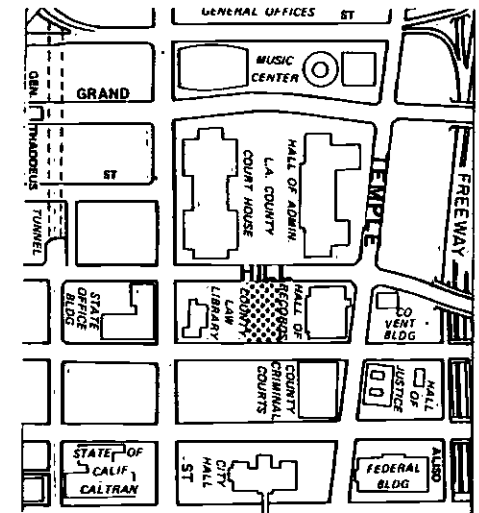 GENERAL OFFICES
ST
MUSIC
CENTER
GEN.
THADDEUS
TUNNEL
GRAND
ST
COURT HOUSE
L.A. COUNTY
HALL OF ADMIN.
TEMPLE
FREEWAY
STATE
OFFICE
BLDG
COUNTY
LAW
LIBRARY
HALL OF
RECORDS
CO
VENT
BLDG
COUNTY
CRIMINAL
COURTS
HALL
OF
JUSTICE
STATE OF
CALIF
CALTRAN
CITY
HALL
ST
FEDERAL
BLDG
ALISO